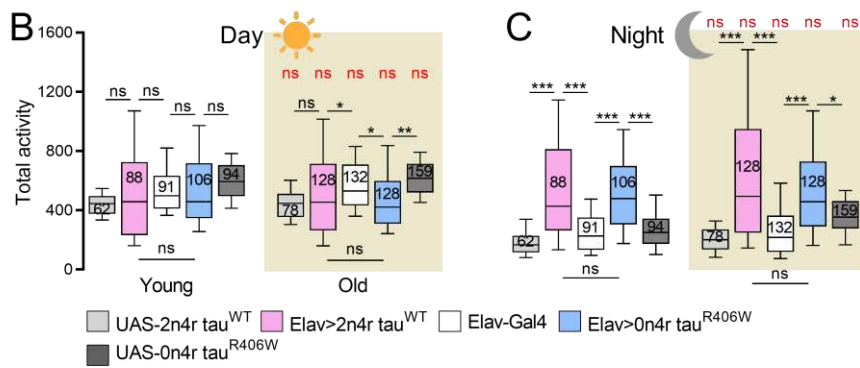 B Day C Night
1600
1200
800
400
0
Total activity
ns ns ns ns
ns ns ns ns ns
ns * * **
62 88 91 106 94
78 128 132 128 159
ns ns
Young Old
ns ns ns ns ns
*** *** *** ***
*** *** *** *
62 88 91 106 94
78 128 132 128 159
ns ns
UAS-2n4r tau^WT Elav>2n4r tau^WT Elav-Gal4 Elav>0n4r tau^R406W
UAS-0n4r tau^R406W